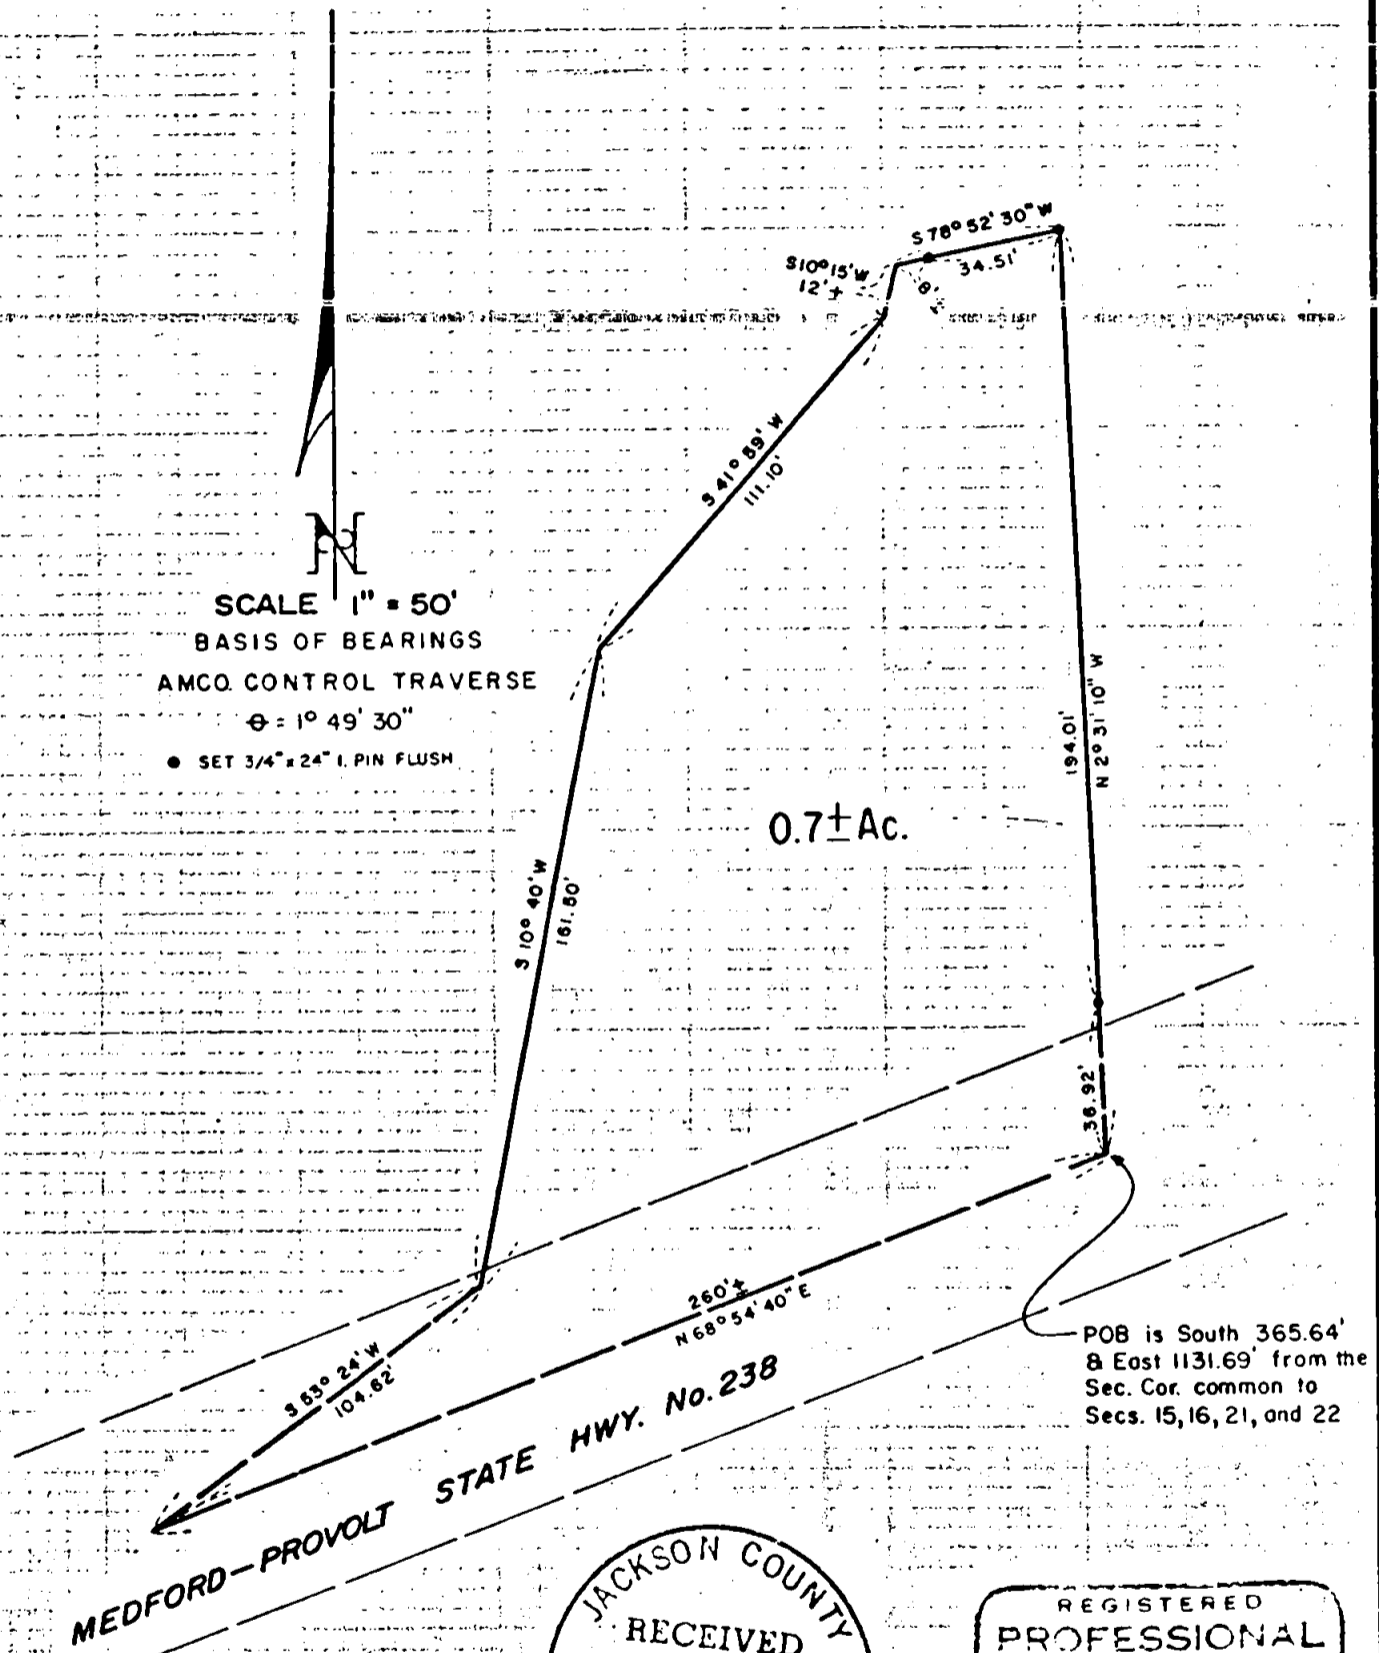 S 78° 52' 30" W
34.51'
S10° 15' W
12'±
8'±
S 41° 59' W
111.10'
SCALE 1" = 50'
BASIS OF BEARINGS
AMCO. CONTROL TRAVERSE
θ = 1° 49' 30"
● SET 3/4" x 24" I. PIN FLUSH
194.01'
N 2° 31' 10" W
0.7± Ac.
S 10° 40' W
161.80'
36.92'
260'±
N 68° 54' 40" E
S 53° 24' W
104.62'
POB is South 365.64'
& East 1131.69' from the
Sec. Cor. common to
Secs. 15, 16, 21, and 22
MEDFORD-PROVOLT STATE HWY. No. 238
JACKSON COUNTY
RECEIVED
REGISTERED
PROFESSIONAL